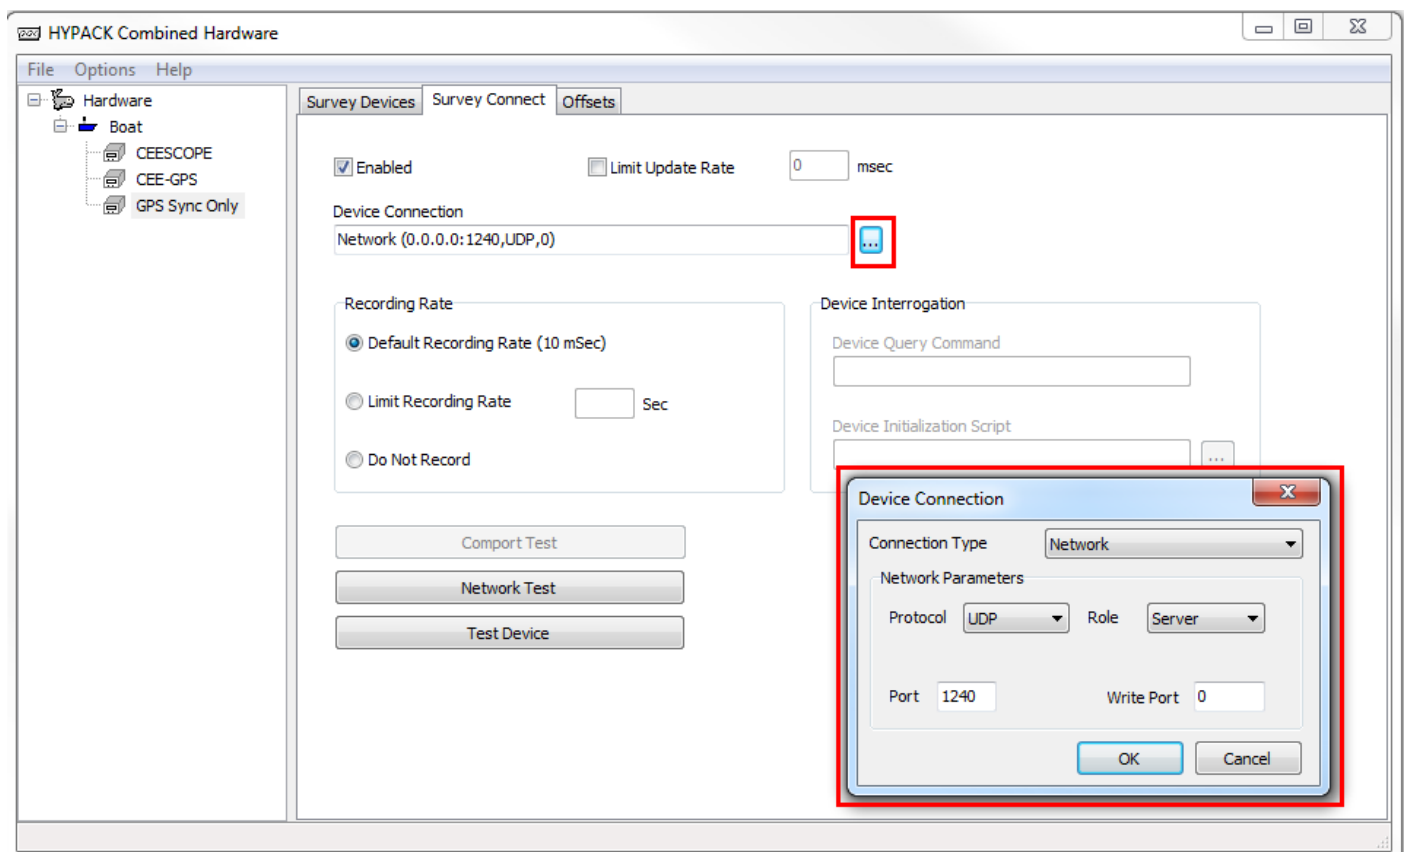 HYPACK Combined Hardware
File Options Help
Hardware
Boat
CEESCOPE
CEE-GPS
GPS Sync Only
Survey Devices Survey Connect Offsets
Enabled Limit Update Rate 0 msec
Device Connection
Network (0.0.0.0:1240,UDP,0) ...
Recording Rate
Default Recording Rate (10 mSec)
Limit Recording Rate Sec
Do Not Record
Device Interrogation
Device Query Command
Device Initialization Script
...
Comport Test
Network Test
Test Device
Device Connection
Connection Type Network
Network Parameters
Protocol UDP Role Server
Port 1240 Write Port 0
OK Cancel